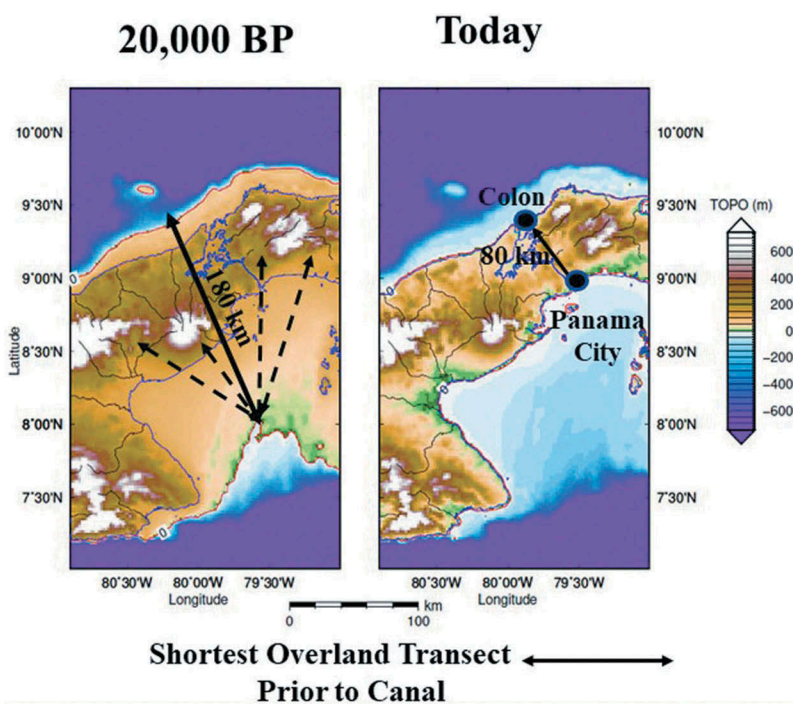 20,000 BP
Today
10°00'N
9°30'N
9°00'N
8°30'N
8°00'N
7°30'N
Latitude
0
180 km
0
80°30'W
80°00'W
79°30'W
Longitude
Colon
80 km
Panama
City
0
10°00'N
9°30'N
9°00'N
8°30'N
8°00'N
7°30'N
80°30'W
80°00'W
79°30'W
Longitude
TOPO (m)
600
400
200
0
−200
−400
−600
km
0
100
Shortest Overland Transect
Prior to Canal